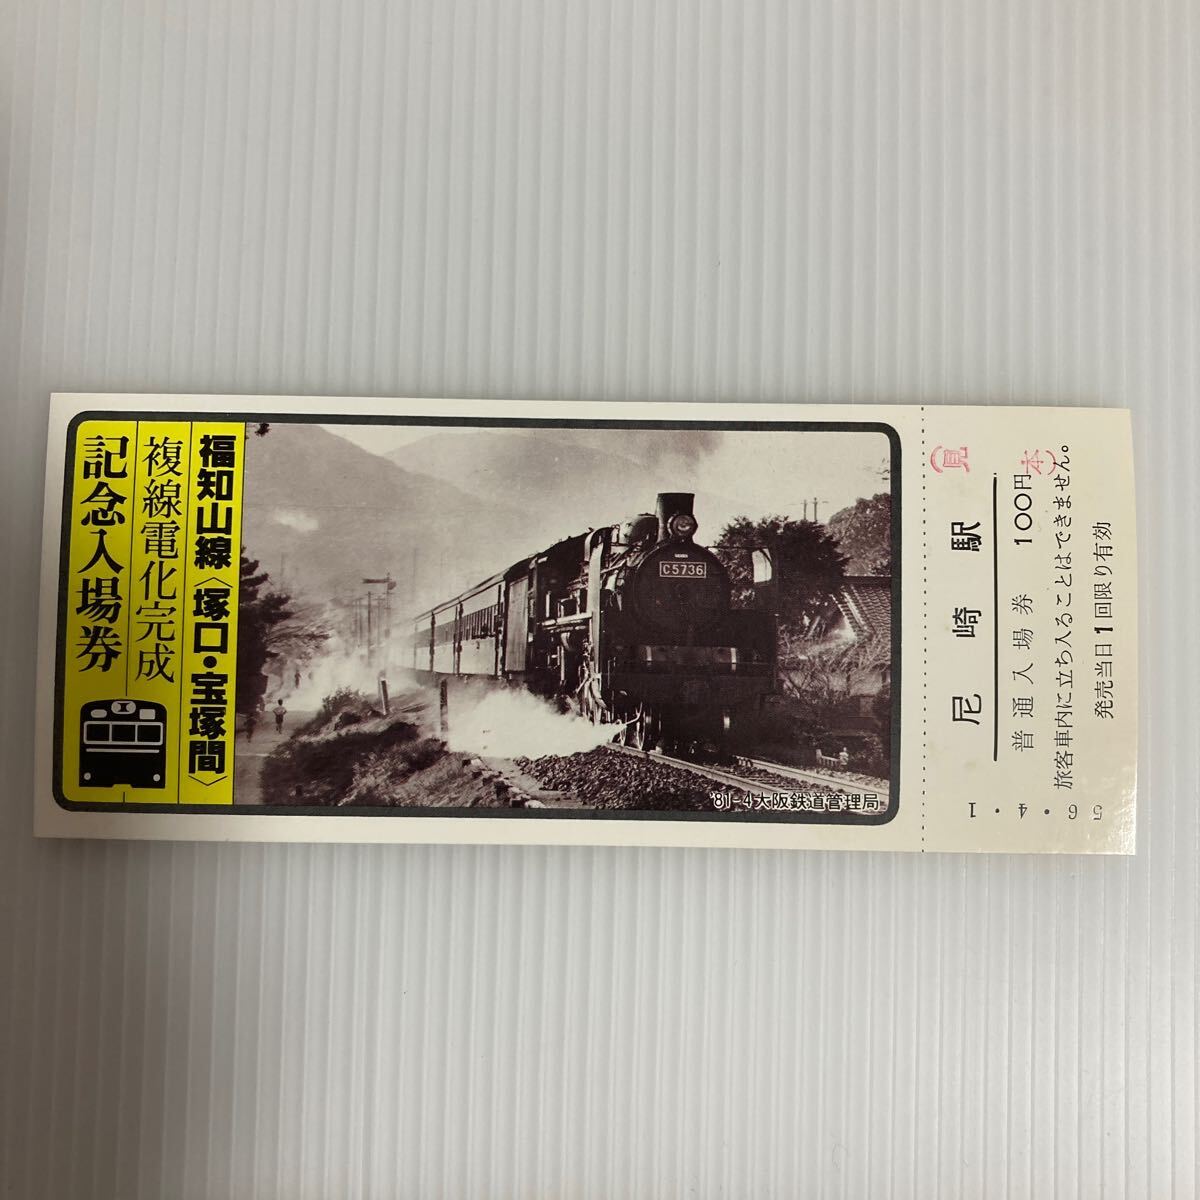 福知山線〈塚口・宝塚間〉
複線電化完成
記念入場券
C5736
'81-4大阪鉄道管理局
見本
尼崎駅
普通入場券 100円
旅客車内に立ち入ることはできません。
発売当日1回限り有効
56・4・1